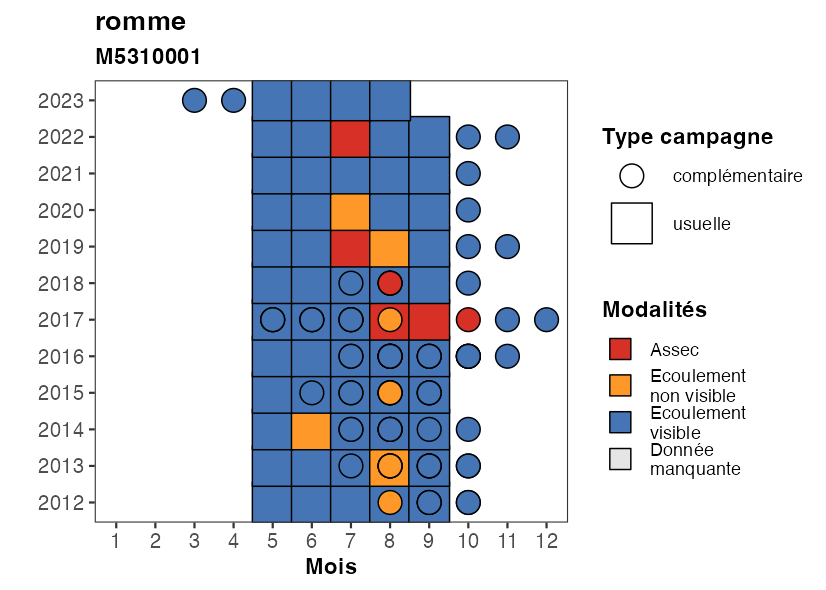 romme
M5310001
2023
2022
2021
2020
2019
2018
2017
2016
2015
2014
2013
2012
1 2 3 4 5 6 7 8 9 10 11 12
Mois
Type campagne
complémentaire
usuelle
Modalités
Assec
Ecoulement
non visible
Ecoulement
visible
Donnée
manquante